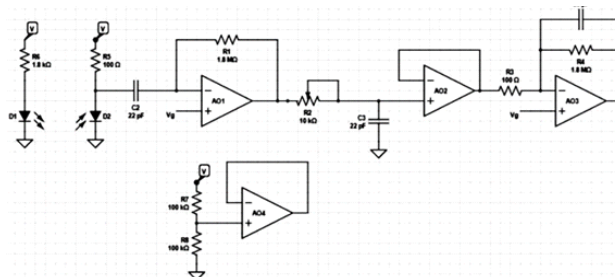 V
R6
1.8 kΩ
D1
V
R5
100 Ω
D2
C2
22 pF
R1
1.8 MΩ
Vg
AO1
R2
10 kΩ
C3
22 pF
AO2
R3
100 Ω
Vg
R4
1.8 MΩ
AO3
V
R7
100 kΩ
R8
100 kΩ
AO4